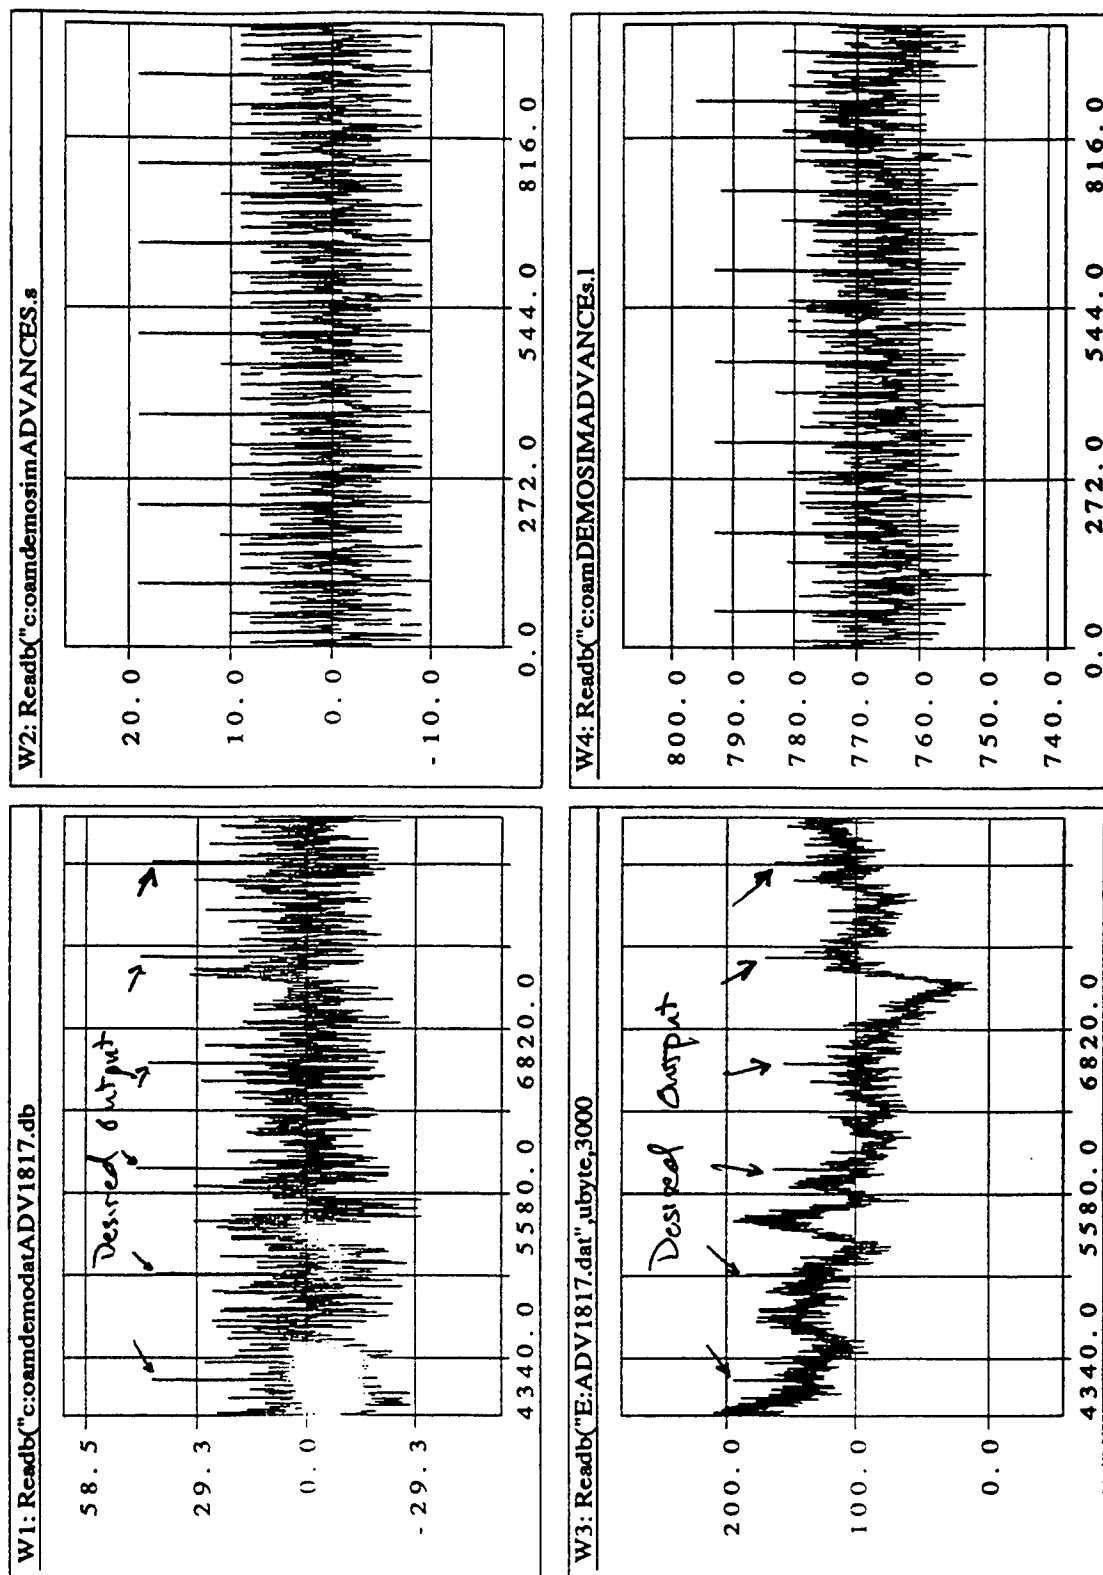 W1: Readb("c:oamdemodatADV1817.db
58.5
29.3
0.0
-29.3
Desired output
4340.0 5580.0 6820.0
W2: Readb("c:oamdemosimADVANCES.s
20.0
10.0
0.0
-10.0
0.0 272.0 544.0 816.0
W3: Readb("E:ADV1817.dat",ubyte,3000
200.0
100.0
0.0
Desired output
4340.0 5580.0 6820.0
W4: Readb("c:oamDEMOSIMADVANCEs.l
800.0
790.0
780.0
770.0
760.0
750.0
740.0
0.0 272.0 544.0 816.0